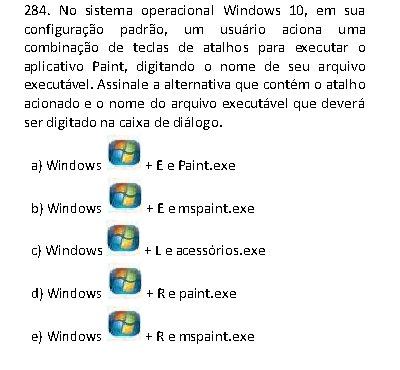 284. No sistema operacional Windows 10, em sua
configuração padrão, um usuário aciona uma
combinação de teclas de atalhos para executar o
aplicativo Paint, digitando o nome de seu arquivo
executável. Assinale a alternativa que contém o atalho
acionado e o nome do arquivo executável que deverá
ser digitado na caixa de diálogo.
a) Windows + E e Paint.exe
b) Windows + E e mspaint.exe
c) Windows + L e acessórios.exe
d) Windows + R e paint.exe
e) Windows + R e mspaint.exe